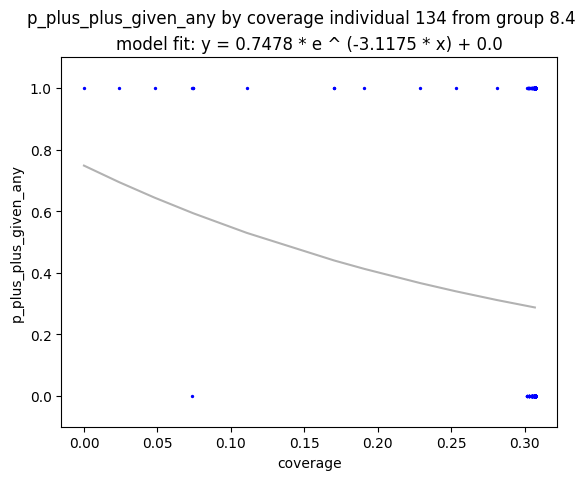 p_plus_plus_given_any by coverage individual 134 from group 8.4
model fit: y = 0.7478 * e ^ (-3.1175 * x) + 0.0
1.0
0.8
0.6
0.4
0.2
0.0
p_plus_plus_given_any
0.00 0.05 0.10 0.15 0.20 0.25 0.30
coverage